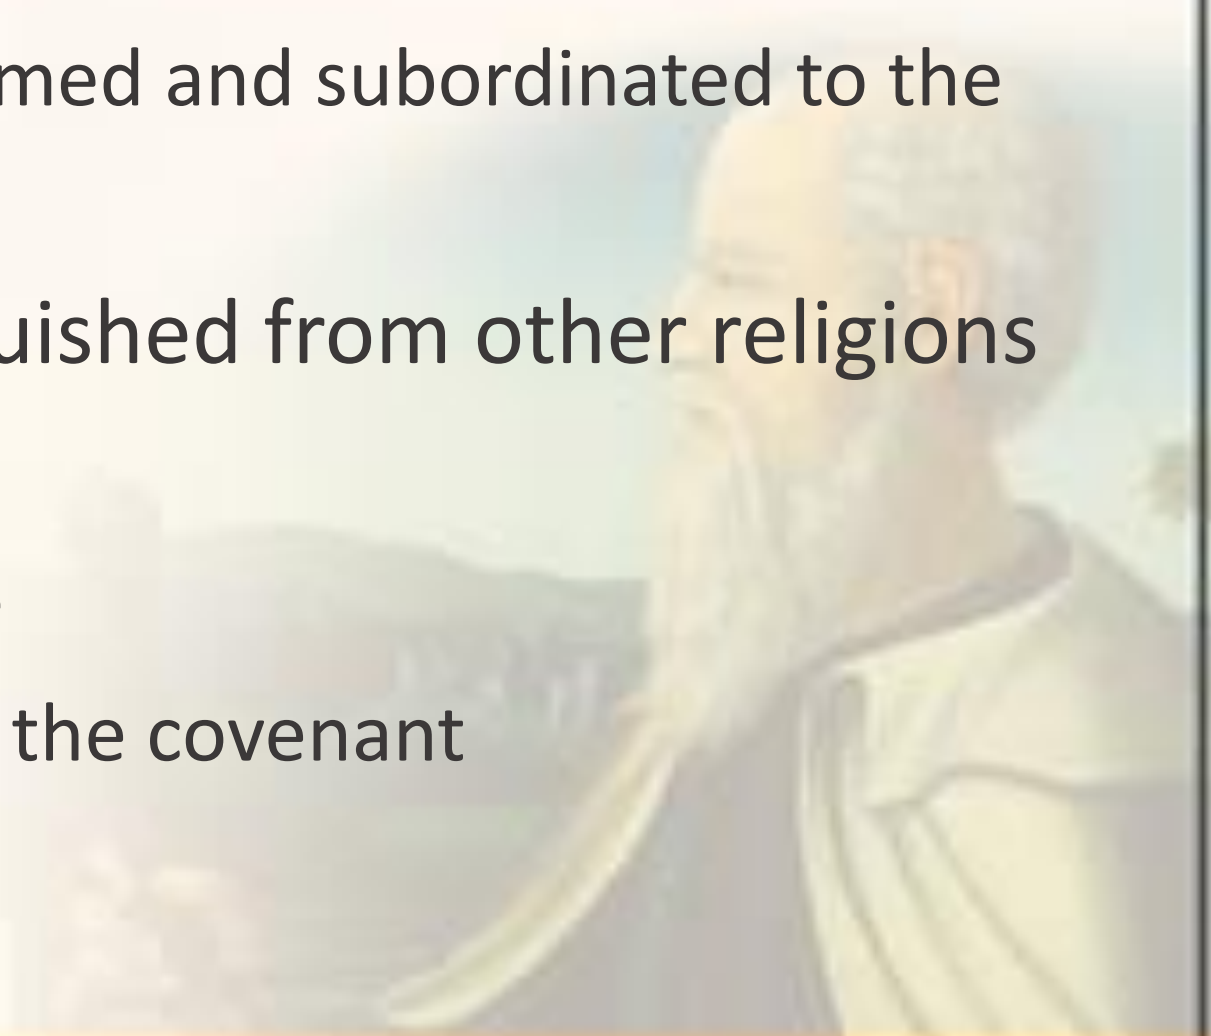 med and subordinated to the
uished from other religions
the covenant